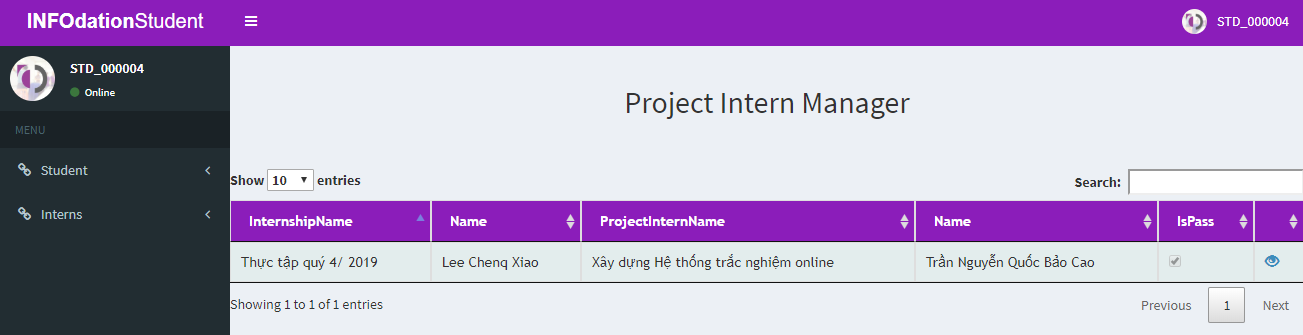 INFOdationStudent
STD_000004
STD_000004
Online
MENU
Student
Interns
Project Intern Manager
Show 10 entries
Search:
InternshipName Name ProjectInternName Name IsPass
Thực tập quý 4/ 2019 Lee Chenq Xiao Xây dựng Hệ thống trắc nghiệm online Trần Nguyễn Quốc Bảo Cao
Showing 1 to 1 of 1 entries
Previous 1 Next